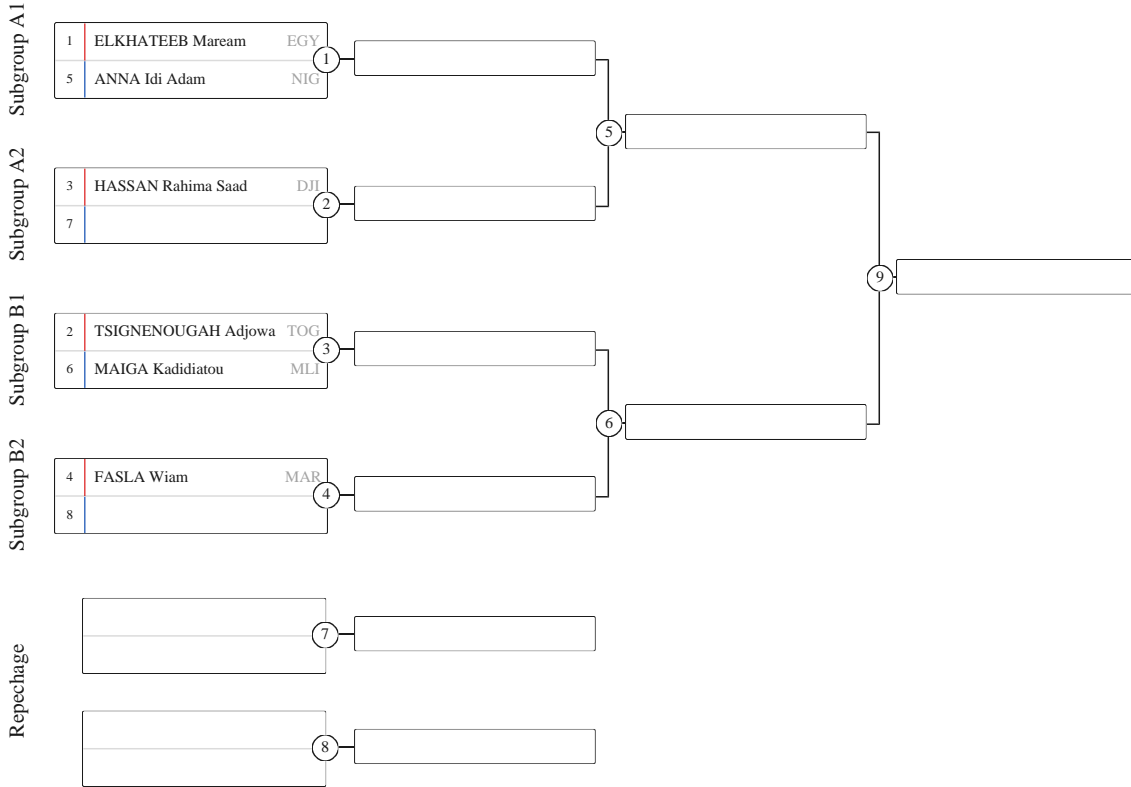 Subgroup A1
1 ELKHATEEB Maream EGY
5 ANNA Idi Adam NIG
1
5
Subgroup A2
3 HASSAN Rahima Saad DJI
7
2
9
Subgroup B1
2 TSIGNENOUGAH Adjowa TOG
6 MAIGA Kadidiatou MLI
3
6
Subgroup B2
4 FASLA Wiam MAR
8
4
Repechage
7
8